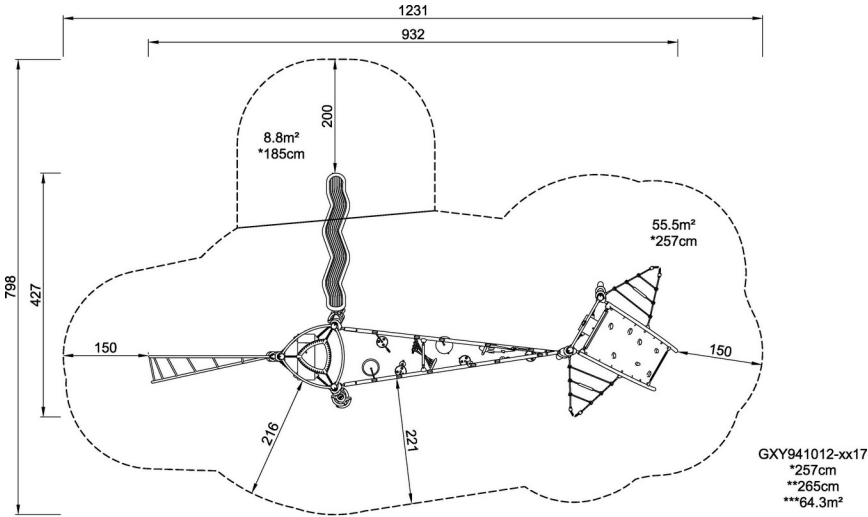 1231
932
200
8.8m²
*185cm
55.5m²
*257cm
798
427
150
150
216
221
GXY941012-xx17
*257cm
**265cm
***64.3m²